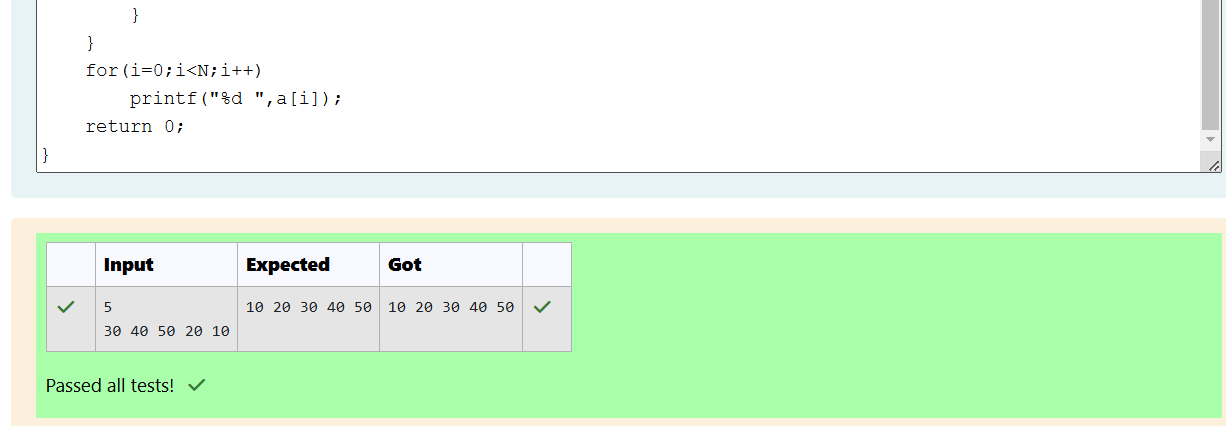 }
}
for(i=0;i<N;i++)
printf("%d ",a[i]);
return 0;
}
Input Expected Got
5 10 20 30 40 50 10 20 30 40 50
30 40 50 20 10
Passed all tests!